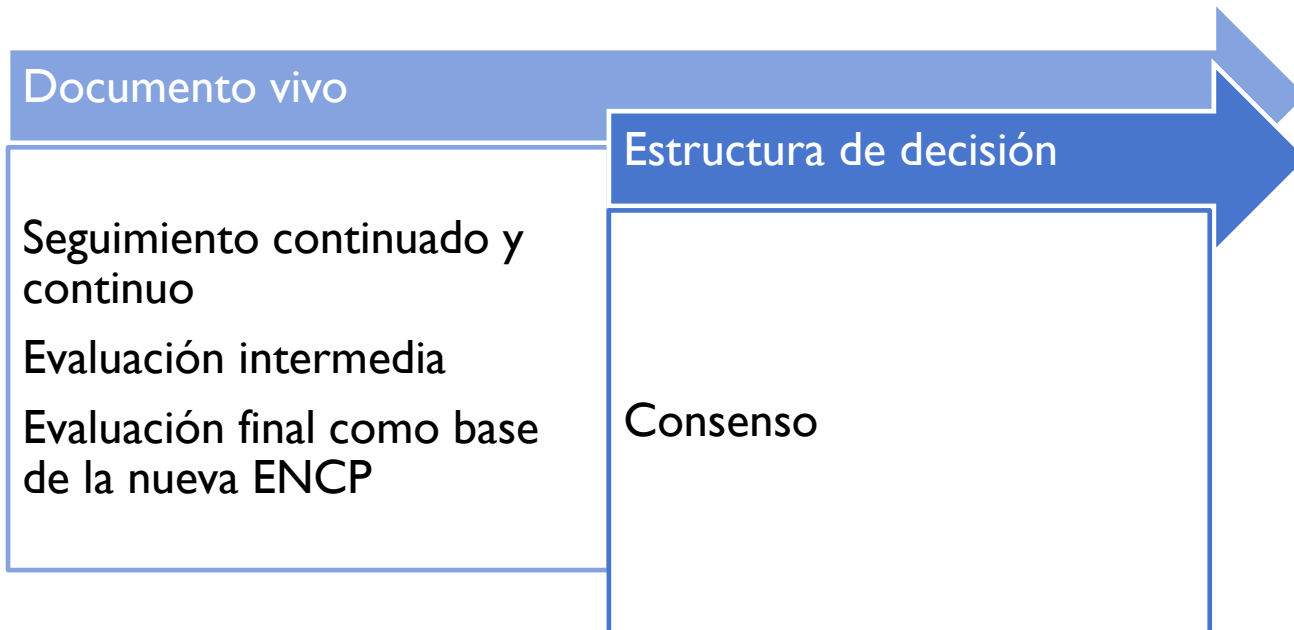 Documento vivo
Seguimiento continuado y
continuo
Evaluación intermedia
Evaluación final como base
de la nueva ENCP
Estructura de decisión
Consenso